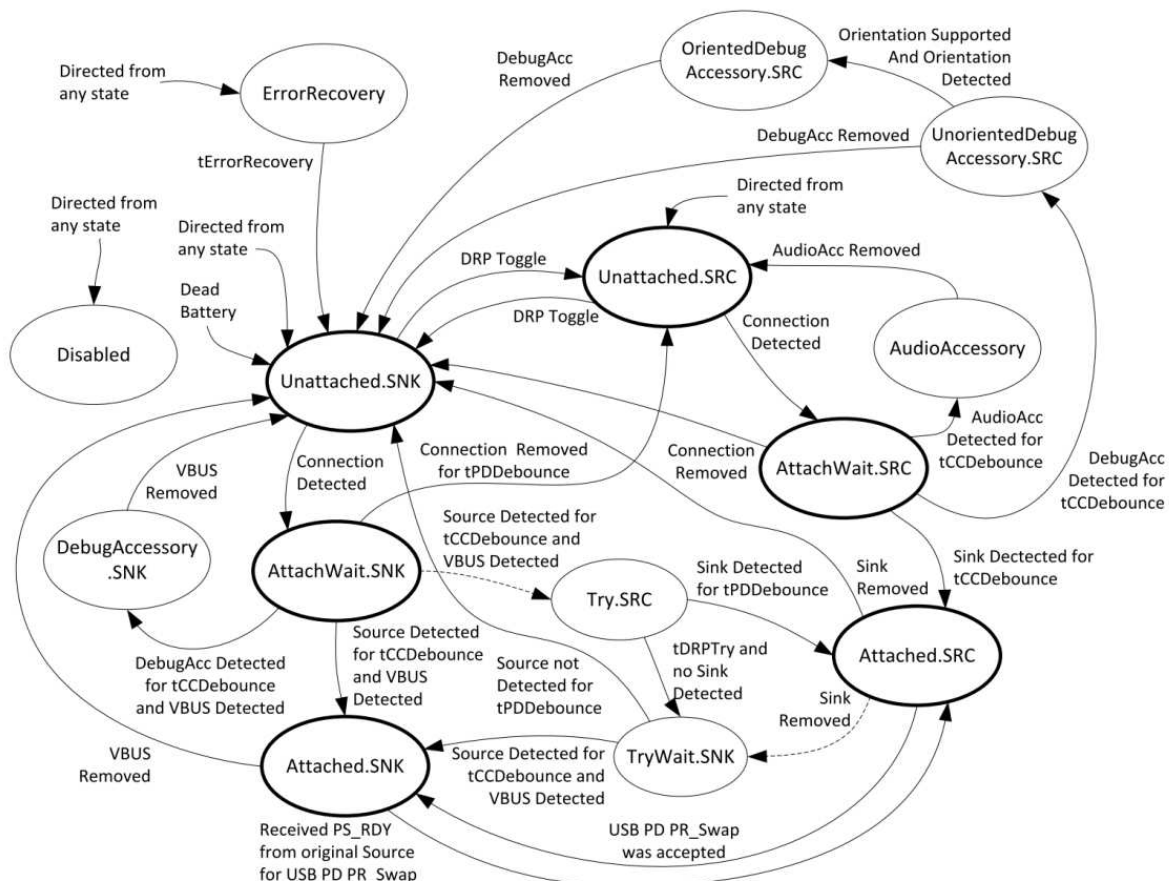 Directed from
any state
ErrorRecovery
tErrorRecovery
DebugAcc
Removed
OrientedDebug
Accessory.SRC
Orientation Supported
And Orientation
Detected
DebugAcc Removed
UnorientedDebug
Accessory.SRC
Directed from
any state
Directed from
any state
Directed from
any state
DRP Toggle
Unattached.SRC
AudioAcc Removed
Dead
Battery
DRP Toggle
Connection
Detected
Disabled
AudioAccessory
Unattached.SNK
AudioAcc
Detected for
tCCDebounce
VBUS
Removed
Connection
Detected
Connection  Removed
for tPDDebounce
Connection
Removed
AttachWait.SRC
DebugAcc
Detected for
tCCDebounce
Source Detected for
tCCDebounce and
VBUS Detected
DebugAccessory
.SNK
AttachWait.SNK
Try.SRC
Sink Detected
for tPDDebounce
Sink
Removed
Sink Dectected for
tCCDebounce
DebugAcc Detected
for tCCDebounce
and VBUS Detected
Source Detected
for tCCDebounce
and VBUS
Detected
Source not
Detected for
tPDDebounce
tDRPTry and
no Sink
Detected
Attached.SRC
Sink
Removed
VBUS
Removed
Attached.SNK
Source Detected for
tCCDebounce and
VBUS Detected
TryWait.SNK
Received PS_RDY
from original Source
for USB PD PR_Swap
USB PD PR_Swap
was accepted